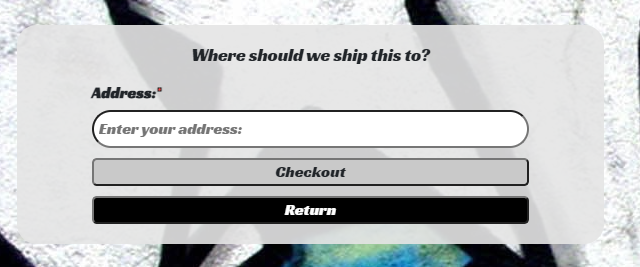 Where should we ship this to?
Address:*
Enter your address:
Checkout
Return